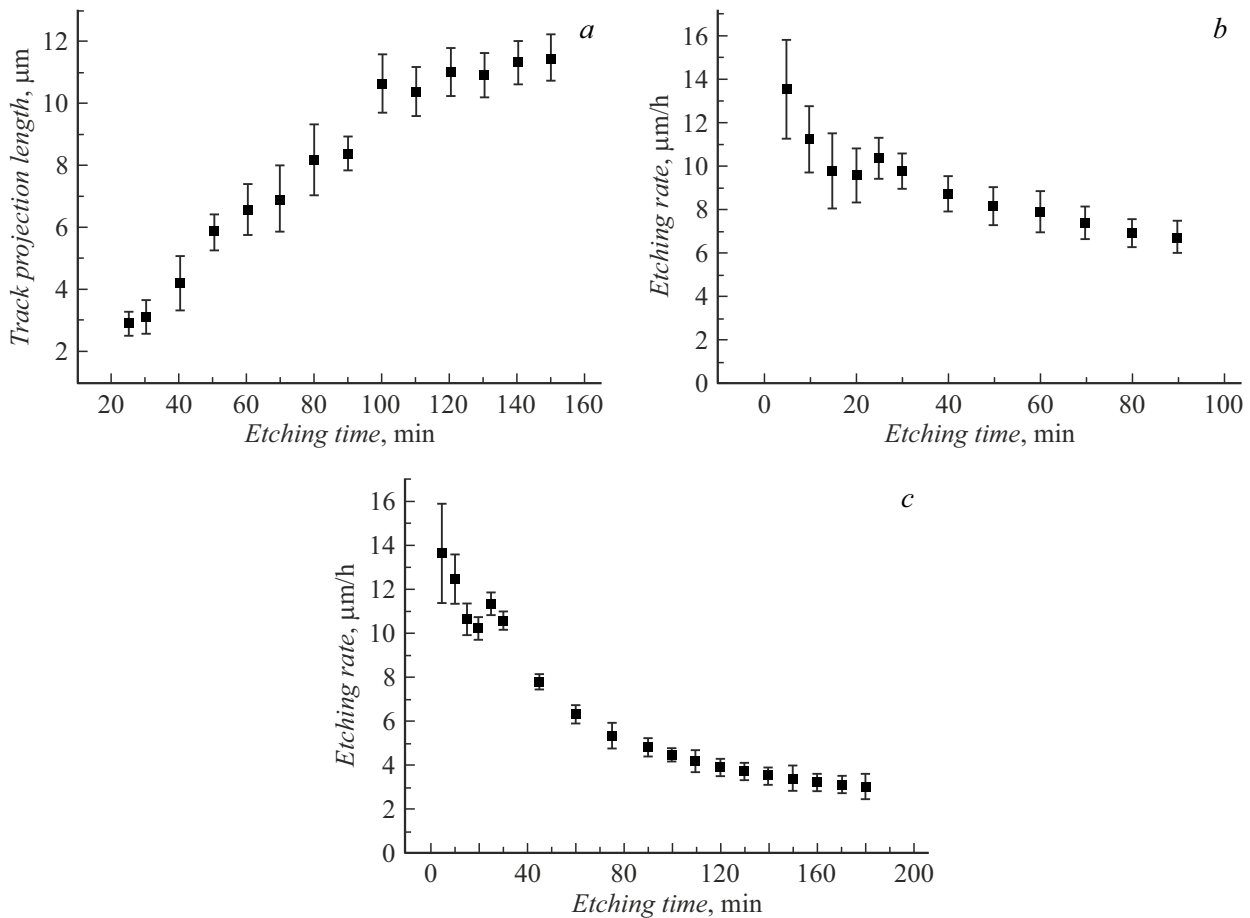 a
12
10
8
6
4
2
Track projection length, μm
20 40 60 80 100 120 140 160
Etching time, min
b
16
14
12
10
8
6
4
2
0
Etching rate, μm/h
0 20 40 60 80 100
Etching time, min
c
16
14
12
10
8
6
4
2
0
Etching rate, μm/h
0 40 80 120 160 200
Etching time, min